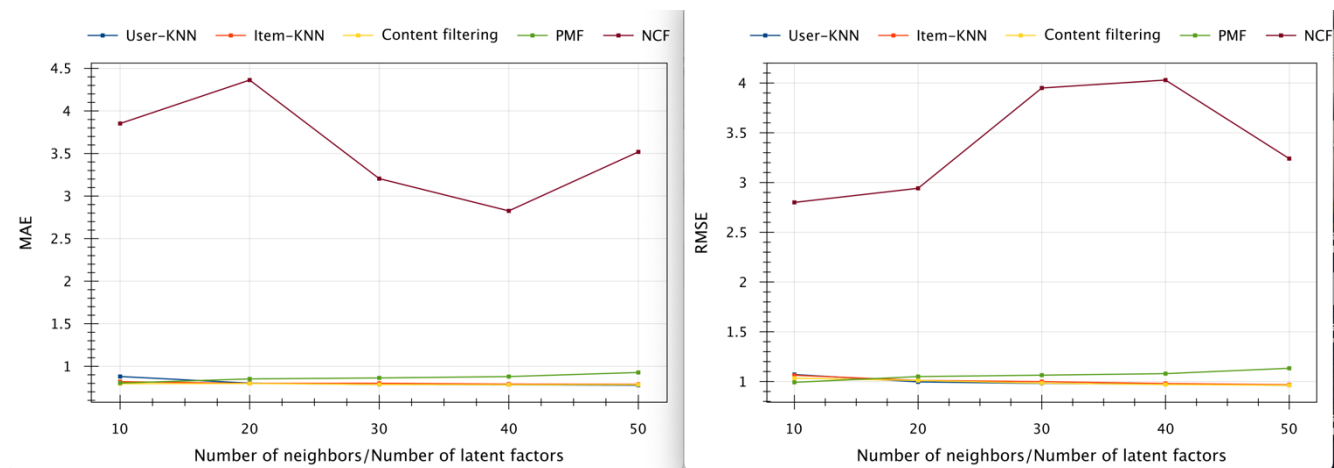 User–KNN Item–KNN Content filtering PMF NCF
4.5
4
3.5
3
2.5
2
1.5
1
MAE
10 20 30 40 50
Number of neighbors/Number of latent factors
User–KNN Item–KNN Content filtering PMF NCF
4
3.5
3
2.5
2
1.5
1
RMSE
10 20 30 40 50
Number of neighbors/Number of latent factors